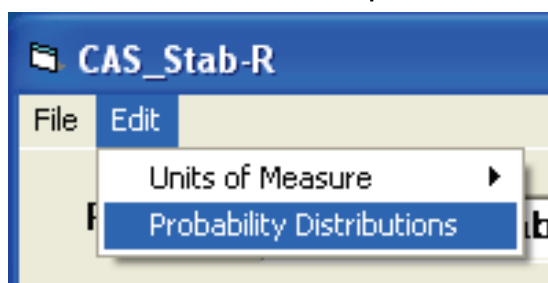 CAS_Stab-R
File Edit
Units of Measure
Probability Distributions